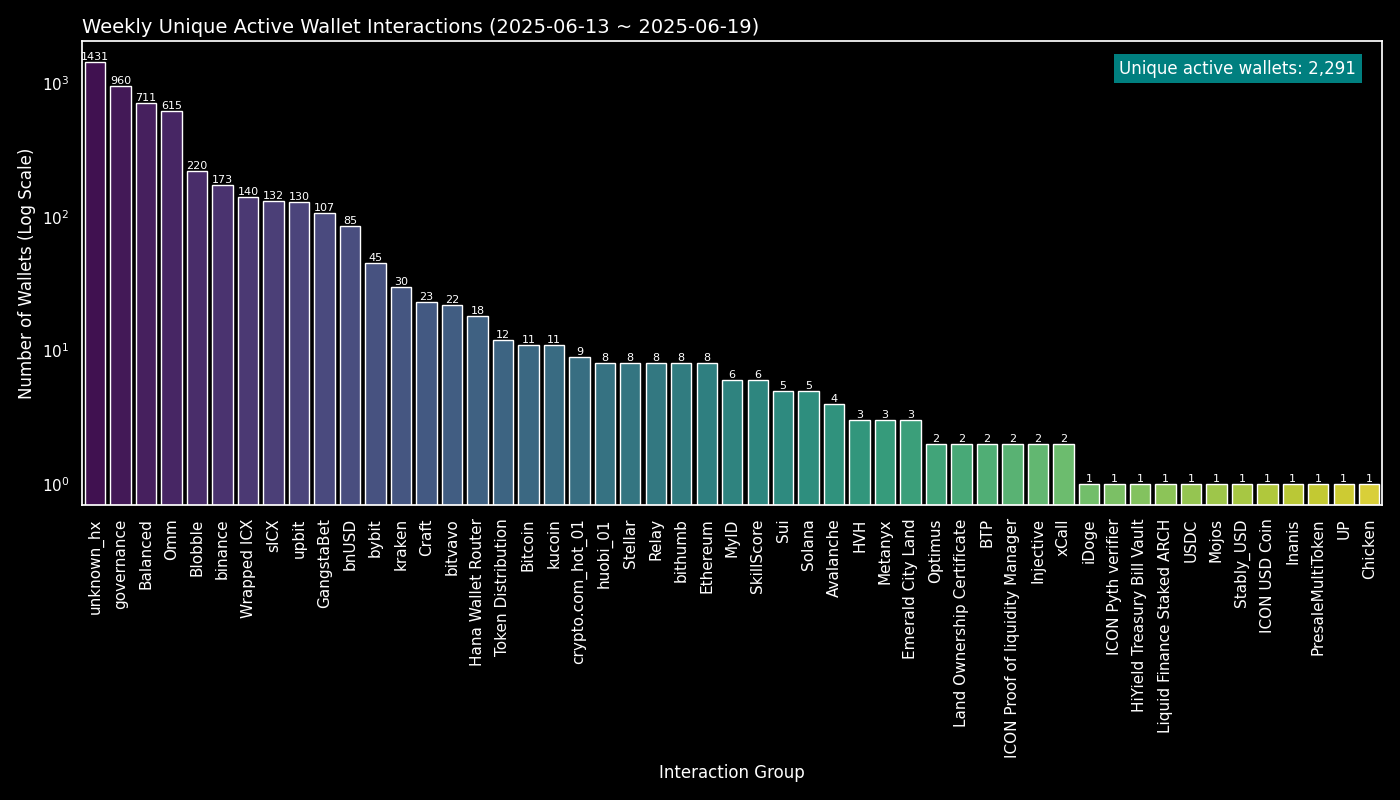 Weekly Unique Active Wallet Interactions (2025-06-13 ~ 2025-06-19)
Unique active wallets: 2,291
Number of Wallets (Log Scale)
10³
10²
10¹
10⁰
1431
960
711
615
220
173
140
132
130
107
85
45
30
23
22
18
12
11
11
9
8
8
8
8
8
6
6
5
5
4
3
3
3
2
2
2
2
2
2
1
1
1
1
1
1
1
1
1
1
1
1
unknown_hx
governance
Balanced
Omm
Blobble
binance
Wrapped ICX
sICX
upbit
GangstaBet
bnUSD
bybit
kraken
Craft
bitvavo
Hana Wallet Router
Token Distribution
Bitcoin
kucoin
crypto.com_hot_01
huobi_01
Stellar
Relay
bithumb
Ethereum
MyID
SkillScore
Sui
Solana
Avalanche
HVH
Metanyx
Emerald City Land
Optimus
Land Ownership Certificate
BTP
ICON Proof of liquidity Manager
Injective
xCall
iDoge
ICON Pyth verifier
HiYield Treasury Bill Vault
Liquid Finance Staked ARCH
USDC
Mojos
Stably_USD
ICON USD Coin
Inanis
PresaleMultiToken
UP
Chicken
Interaction Group